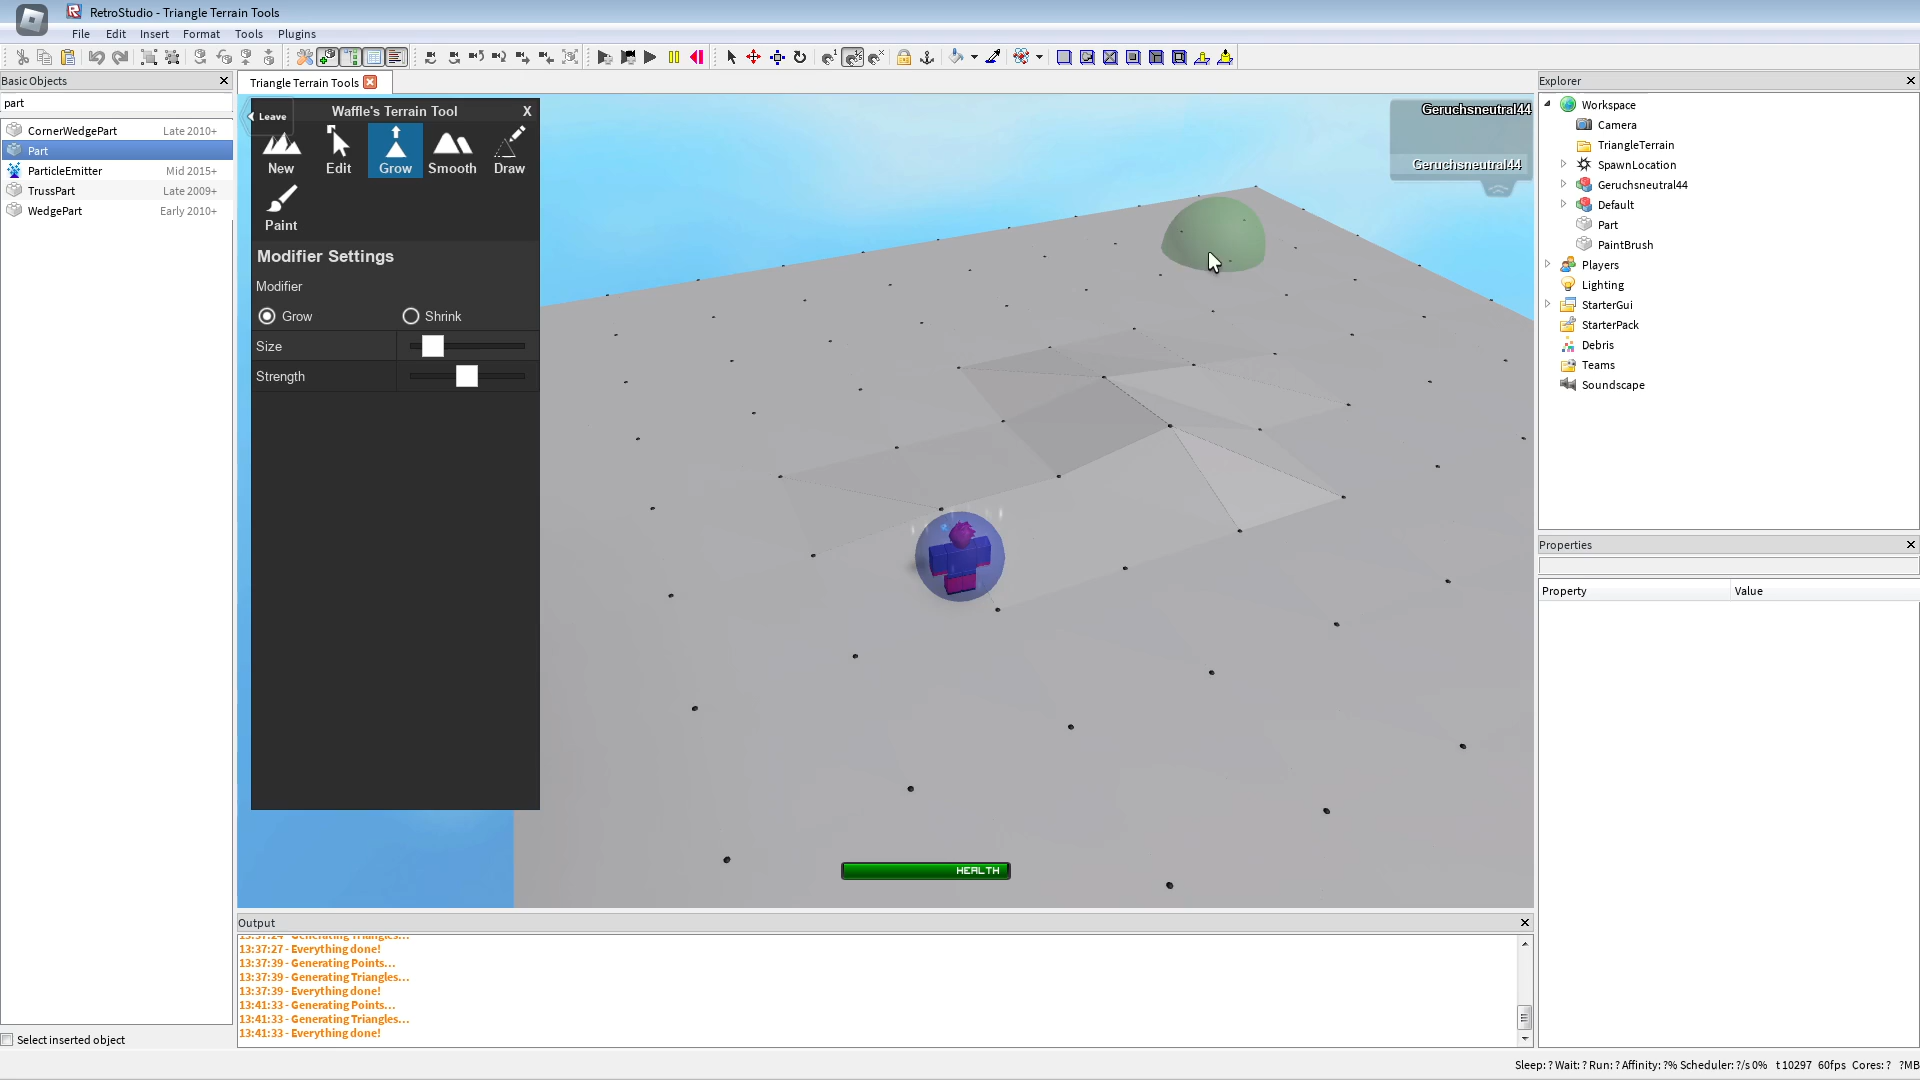 RetroStudio - Triangle Terrain Tools
File Edit Insert Format Tools Plugins
Basic Objects
part
CornerWedgePart Late 2010+
Part
ParticleEmitter Mid 2015+
TrussPart Late 2009+
WedgePart Early 2010+
Select inserted object
Triangle Terrain Tools
Leave
Waffle's Terrain Tool X
New Edit Grow Smooth Draw
Paint
Modifier Settings
Modifier
Grow Shrink
Size
Strength
Geruchsneutral44
Geruchsneutral44
HEALTH
Output
13:37:24 - Generating Triangles...
13:37:27 - Everything done!
13:37:39 - Generating Points...
13:37:39 - Generating Triangles...
13:37:39 - Everything done!
13:41:33 - Generating Points...
13:41:33 - Generating Triangles...
13:41:33 - Everything done!
Explorer
Workspace
Camera
TriangleTerrain
SpawnLocation
Geruchsneutral44
Default
Part
PaintBrush
Players
Lighting
StarterGui
StarterPack
Debris
Teams
Soundscape
Properties
Property Value
Sleep: ? Wait: ? Run: ? Affinity: ?% Scheduler: ?/s 0% t 10297 60fps Cores: ? ?MB